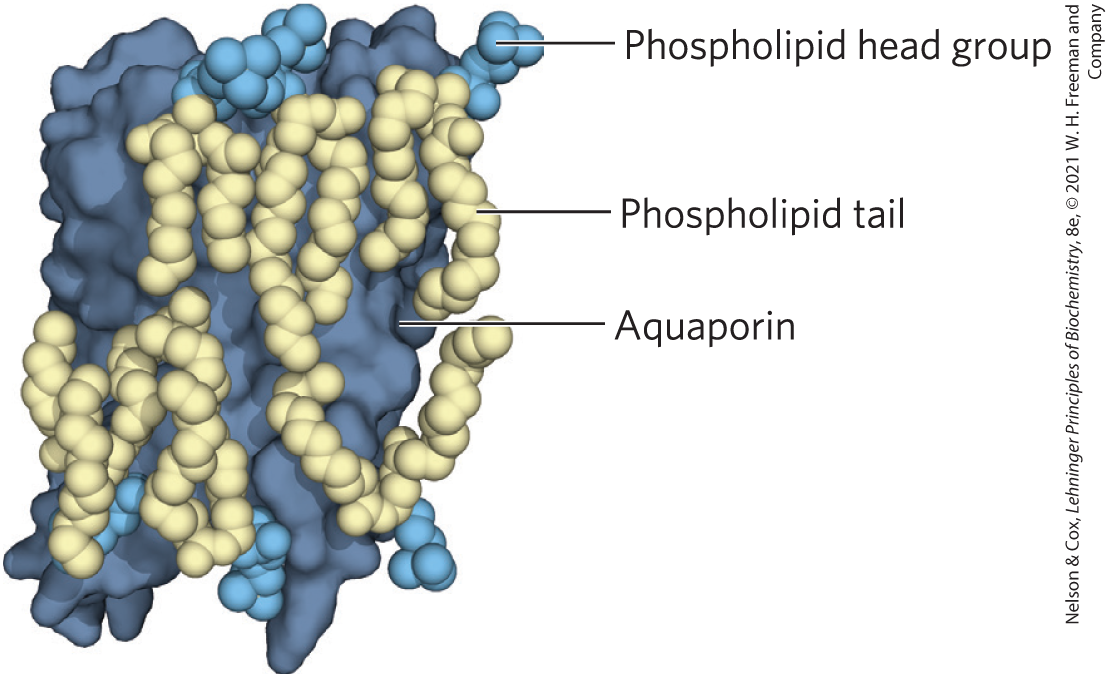 Phospholipid head group
Phospholipid tail
Aquaporin
Nelson & Cox, Lehninger Principles of Biochemistry, 8e, © 2021 W. H. Freeman and
Company